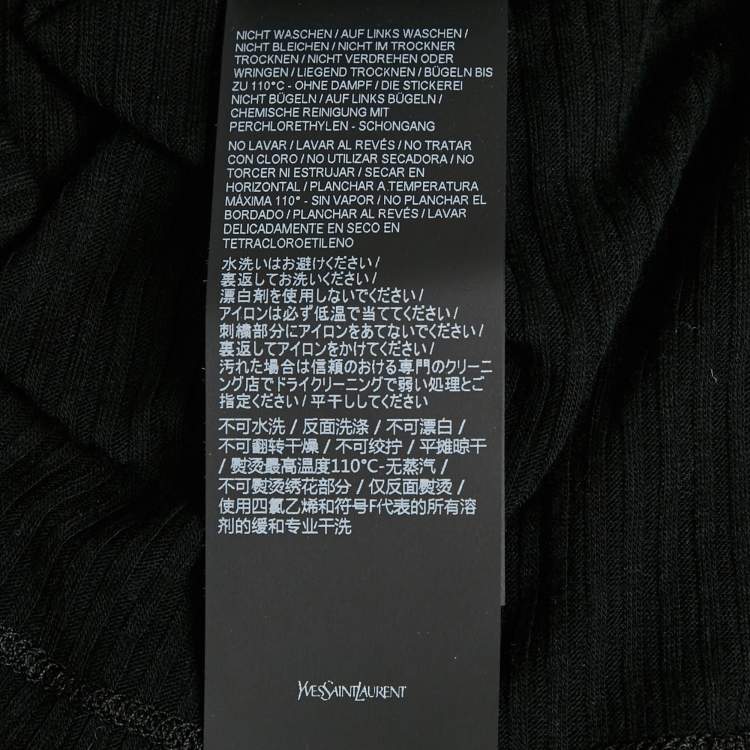 NICHT WASCHEN / AUF LINKS WASCHEN /
NICHT BLEICHEN / NICHT IM TROCKNER
TROCKNEN / NICHT VERDREHEN ODER
WRINGEN / LIEGEND TROCKNEN / BÜGELN BIS
ZU 110°C - OHNE DAMPF / DIE STICKEREI
NICHT BÜGELN / AUF LINKS BÜGELN /
CHEMISCHE REINIGUNG MIT
PERCHLORETHYLEN - SCHONGANG
NO LAVAR / LAVAR AL REVÉS / NO TRATAR
CON CLORO / NO UTILIZAR SECADORA / NO
TORCER NI ESTRUJAR / SECAR EN
HORIZONTAL / PLANCHAR A TEMPERATURA
MÁXIMA 110° - SIN VAPOR / NO PLANCHAR EL
BORDADO / PLANCHAR AL REVÉS / LAVAR
DELICADAMENTE EN SECO EN
TETRACLOROETILENO
水洗いはお避けください/
裏返してお洗いください/
漂白剤を使用しないでください/
アイロンは必ず低温で当ててください/
刺繍部分にアイロンをあてないでください/
裏返してアイロンをかけてください/
汚れた場合は信頼のおける専門のクリーニ
ング店でドライクリーニングで弱い処理とご
指定ください/平干ししてください
不可水洗 / 反面洗涤 / 不可漂白 /
不可翻转干燥 / 不可绞拧 / 平摊晾干
/ 熨烫最高温度110℃-无蒸汽 /
不可熨烫绣花部分 / 仅反面熨烫 /
使用四氯乙烯和符号F代表的所有溶
剂的缓和专业干洗
YVESSAINTLAURENT